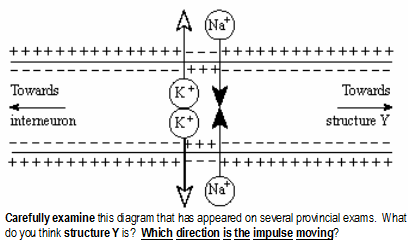 Na+
+++++++++++++++++ – – – – +++++++++++++++++
– – – – – – – – – – – – – – – +++ – – – – – – – – – – – – – – –
K+
Towards Towards
interneuron structure Y
K+
– – – – – – – – – – – – – – – +++ – – – – – – – – – – – – – – –
+++++++++++++++++ – – – – +++++++++++++++++
Na+
Carefully examine this diagram that has appeared on several provincial exams. What
do you think structure Y is? Which direction is the impulse moving?